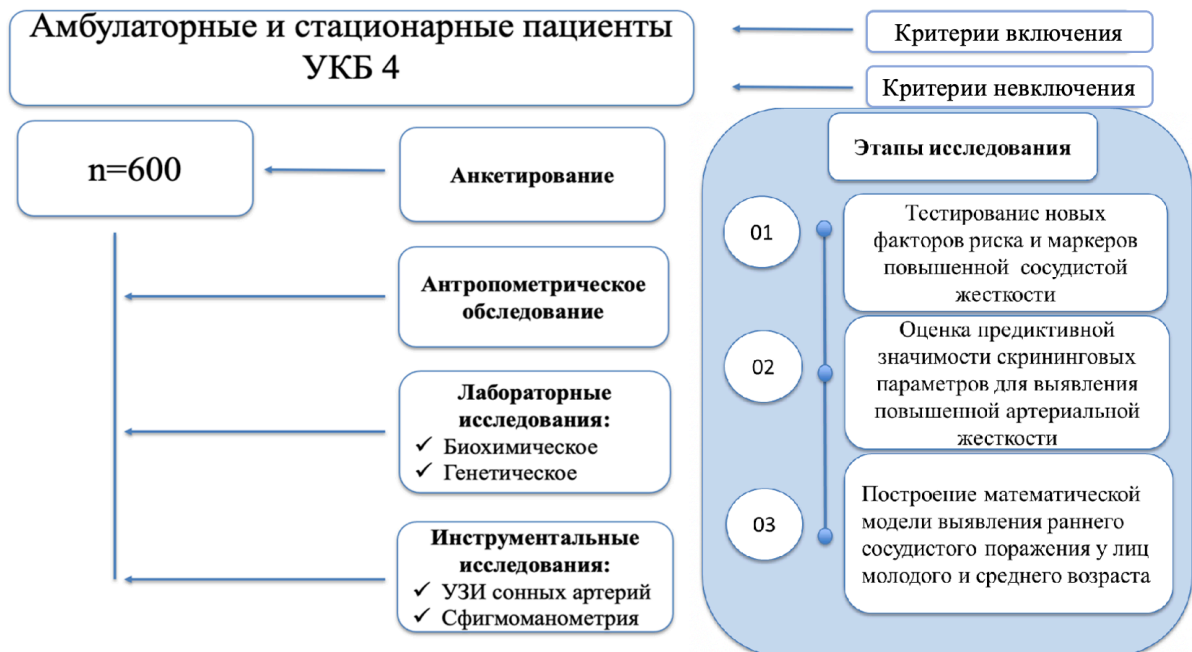 Амбулаторные и стационарные пациенты
УКБ 4
Критерии включения
Критерии невключения
n=600
Анкетирование
Антропометрическое
обследование
Лабораторные
исследования:
✓ Биохимическое
✓ Генетическое
Инструментальные
исследования:
✓ УЗИ сонных артерий
✓ Сфигмоманометрия
Этапы исследования
01
Тестирование новых
факторов риска и маркеров
повышенной сосудистой
жесткости
02
Оценка предиктивной
значимости скрининговых
параметров для выявления
повышенной артериальной
жесткости
03
Построение математической
модели выявления раннего
сосудистого поражения у лиц
молодого и среднего возраста